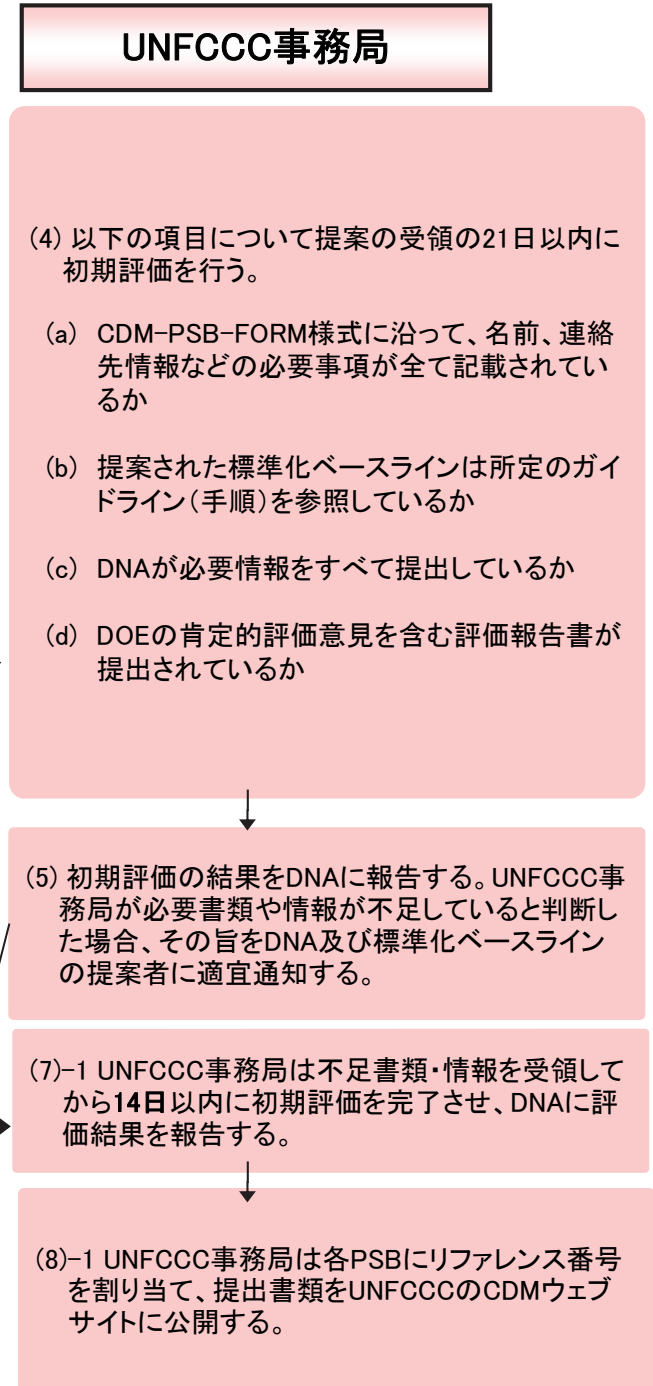 UNFCCC事務局
(4) 以下の項目について提案の受領の21日以内に
初期評価を行う。
(a) CDM-PSB-FORM様式に沿って、名前、連絡
先情報などの必要事項が全て記載されてい
るか
(b) 提案された標準化ベースラインは所定のガイ
ドライン(手順)を参照しているか
(c) DNAが必要情報をすべて提出しているか
(d) DOEの肯定的評価意見を含む評価報告書が
提出されているか
(5) 初期評価の結果をDNAに報告する。UNFCCC事
務局が必要書類や情報が不足していると判断し
た場合、その旨をDNA及び標準化ベースライン
の提案者に適宜通知する。
(7)-1 UNFCCC事務局は不足書類・情報を受領して
から14日以内に初期評価を完了させ、DNAに評
価結果を報告する。
(8)-1 UNFCCC事務局は各PSBにリファレンス番号
を割り当て、提出書類をUNFCCCのCDMウェブ
サイトに公開する。